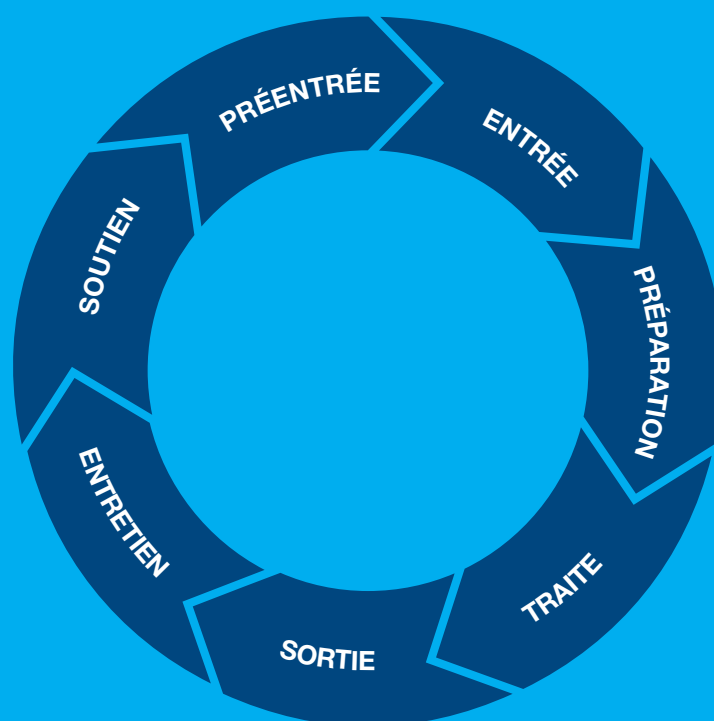 PRÉENTRÉE
ENTRÉE
PRÉPARATION
TRAITE
SORTIE
ENTRETIEN
SOUTIEN